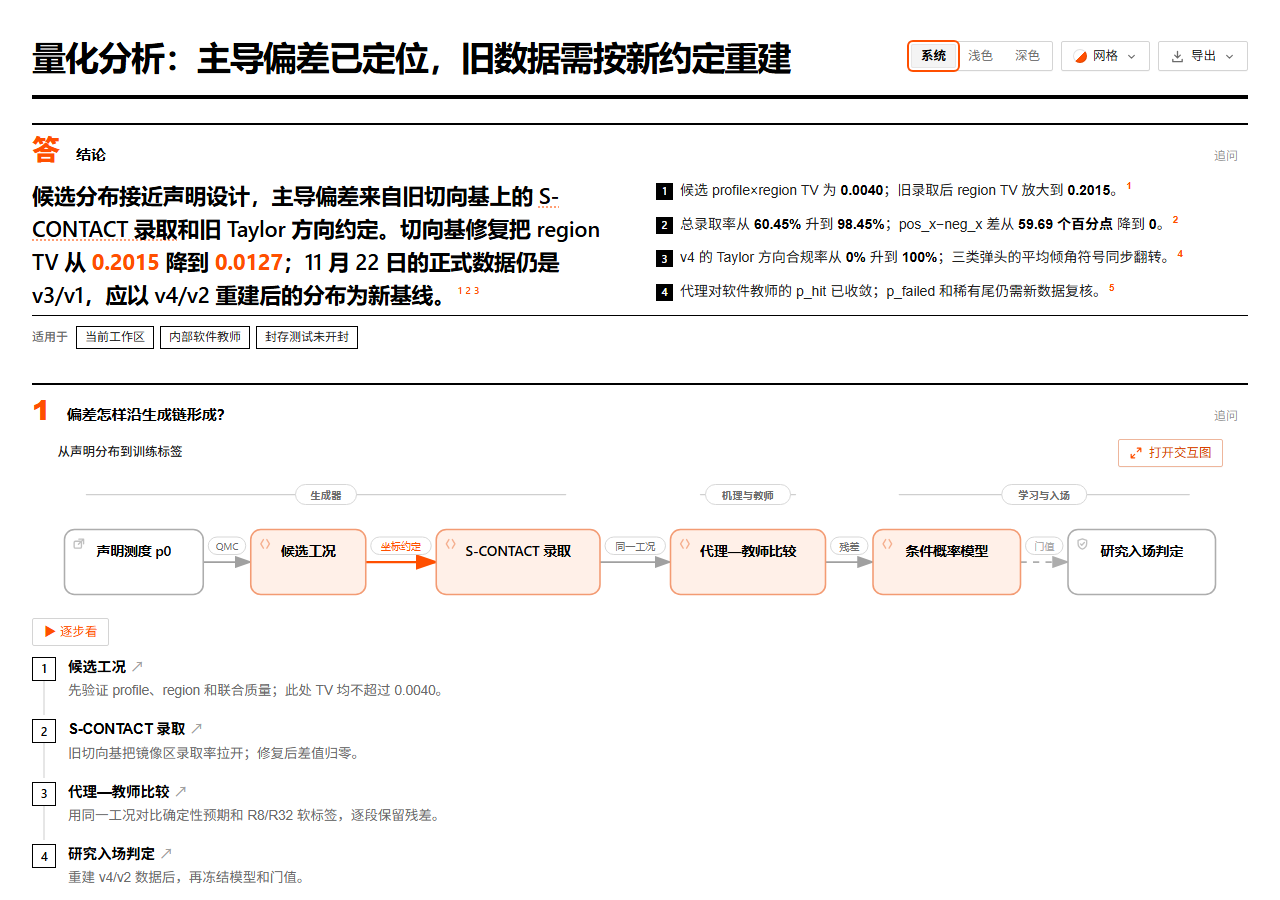 量化分析：主导偏差已定位，旧数据需按新约定重建
系统 浅色 深色 网格 导出
答 结论 追问
候选分布接近声明设计，主导偏差来自旧切向基上的 S-
CONTACT 录取和旧 Taylor 方向约定。切向基修复把 region
TV 从 0.2015 降到 0.0127；11 月 22 日的正式数据仍是
v3/v1，应以 v4/v2 重建后的分布为新基线。 1 2 3
1 候选 profile×region TV 为 0.0040；旧录取后 region TV 放大到 0.2015。 1
2 总录取率从 60.45% 升到 98.45%；pos_x−neg_x 差从 59.69 个百分点 降到 0。 2
3 v4 的 Taylor 方向合规率从 0% 升到 100%；三类弹头的平均倾角符号同步翻转。 4
4 代理对软件教师的 p_hit 已收敛；p_failed 和稀有尾仍需新数据复核。 5
适用于 当前工作区 内部软件教师 封存测试未开封
1 偏差怎样沿生成链形成？ 追问
从声明分布到训练标签
打开交互图
生成器 机理与教师 学习与入场
声明测度 p0 QMC 候选工况 坐标约定 S-CONTACT 录取 同一工况 代理—教师比较 残差 条件概率模型 门值 研究入场判定
逐步看
1 候选工况
先验证 profile、region 和联合质量；此处 TV 均不超过 0.0040。
2 S-CONTACT 录取
旧切向基把镜像区录取率拉开；修复后差值归零。
3 代理—教师比较
用同一工况对比确定性预期和 R8/R32 软标签，逐段保留残差。
4 研究入场判定
重建 v4/v2 数据后，再冻结模型和门值。